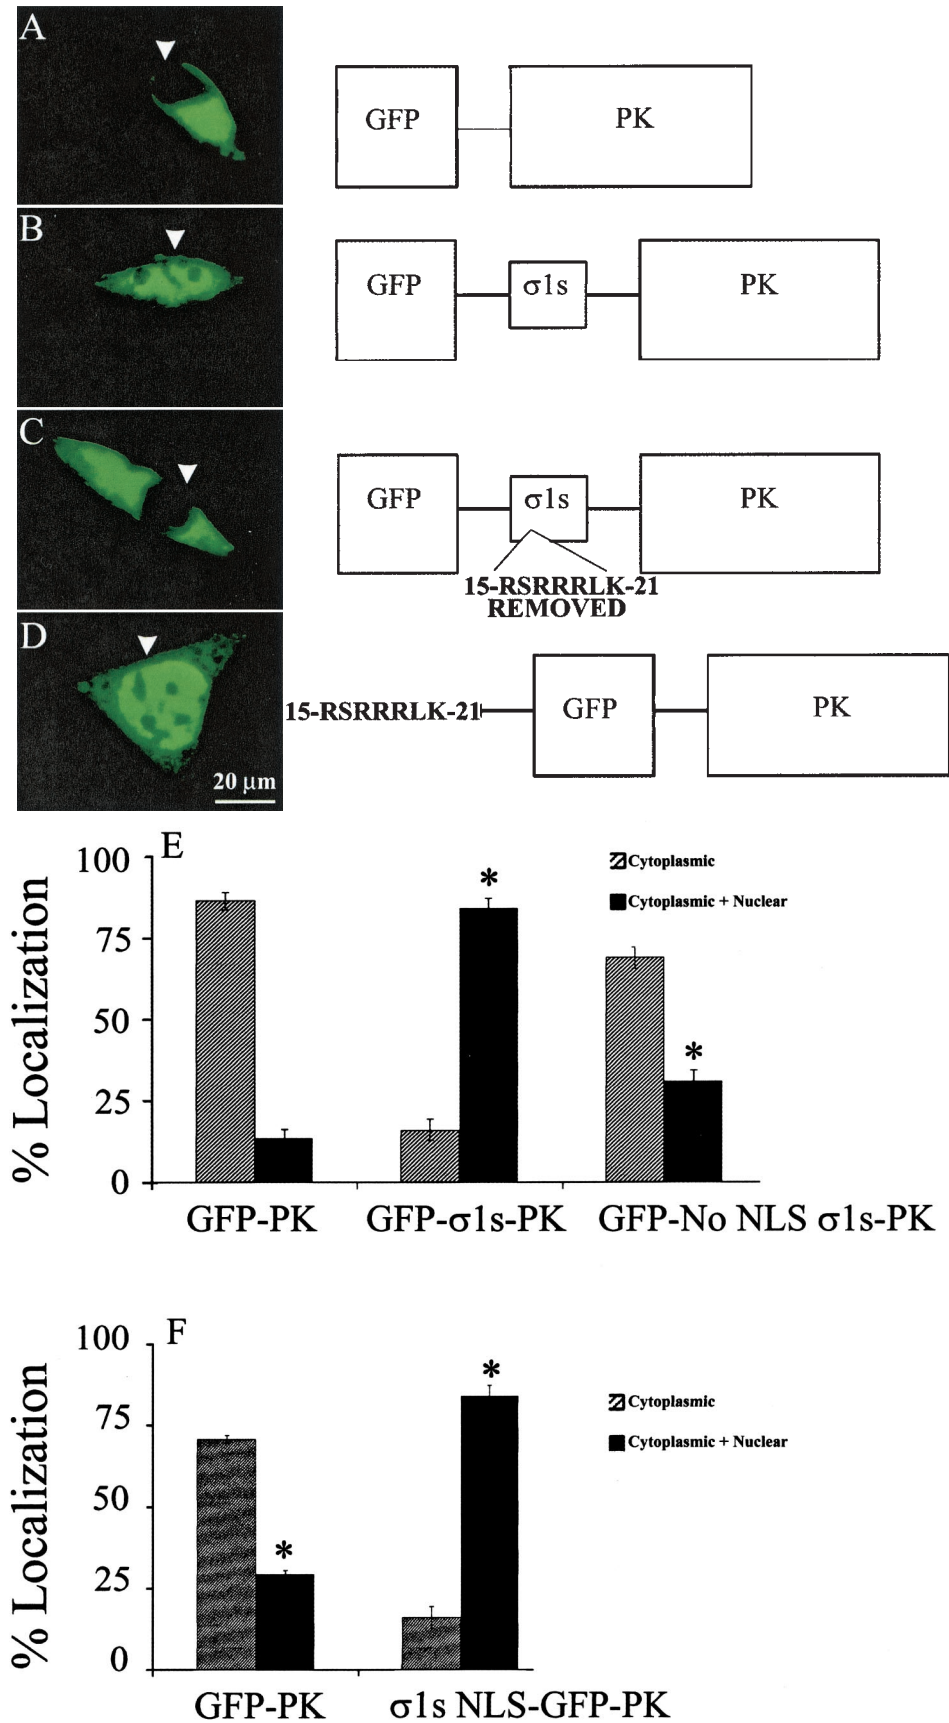 A
GFP
PK
B
GFP
σ1s
PK
C
GFP
σ1s
PK
15-RSRRRLK-21
REMOVED
D
15-RSRRRLK-21
GFP
PK
20 μm
E
% Localization
100
75
50
25
0
*
*
Cytoplasmic
Cytoplasmic + Nuclear
GFP-PK
GFP-σ1s-PK
GFP-No NLS σ1s-PK
F
% Localization
100
75
50
25
0
*
*
Cytoplasmic
Cytoplasmic + Nuclear
GFP-PK
σ1s NLS-GFP-PK